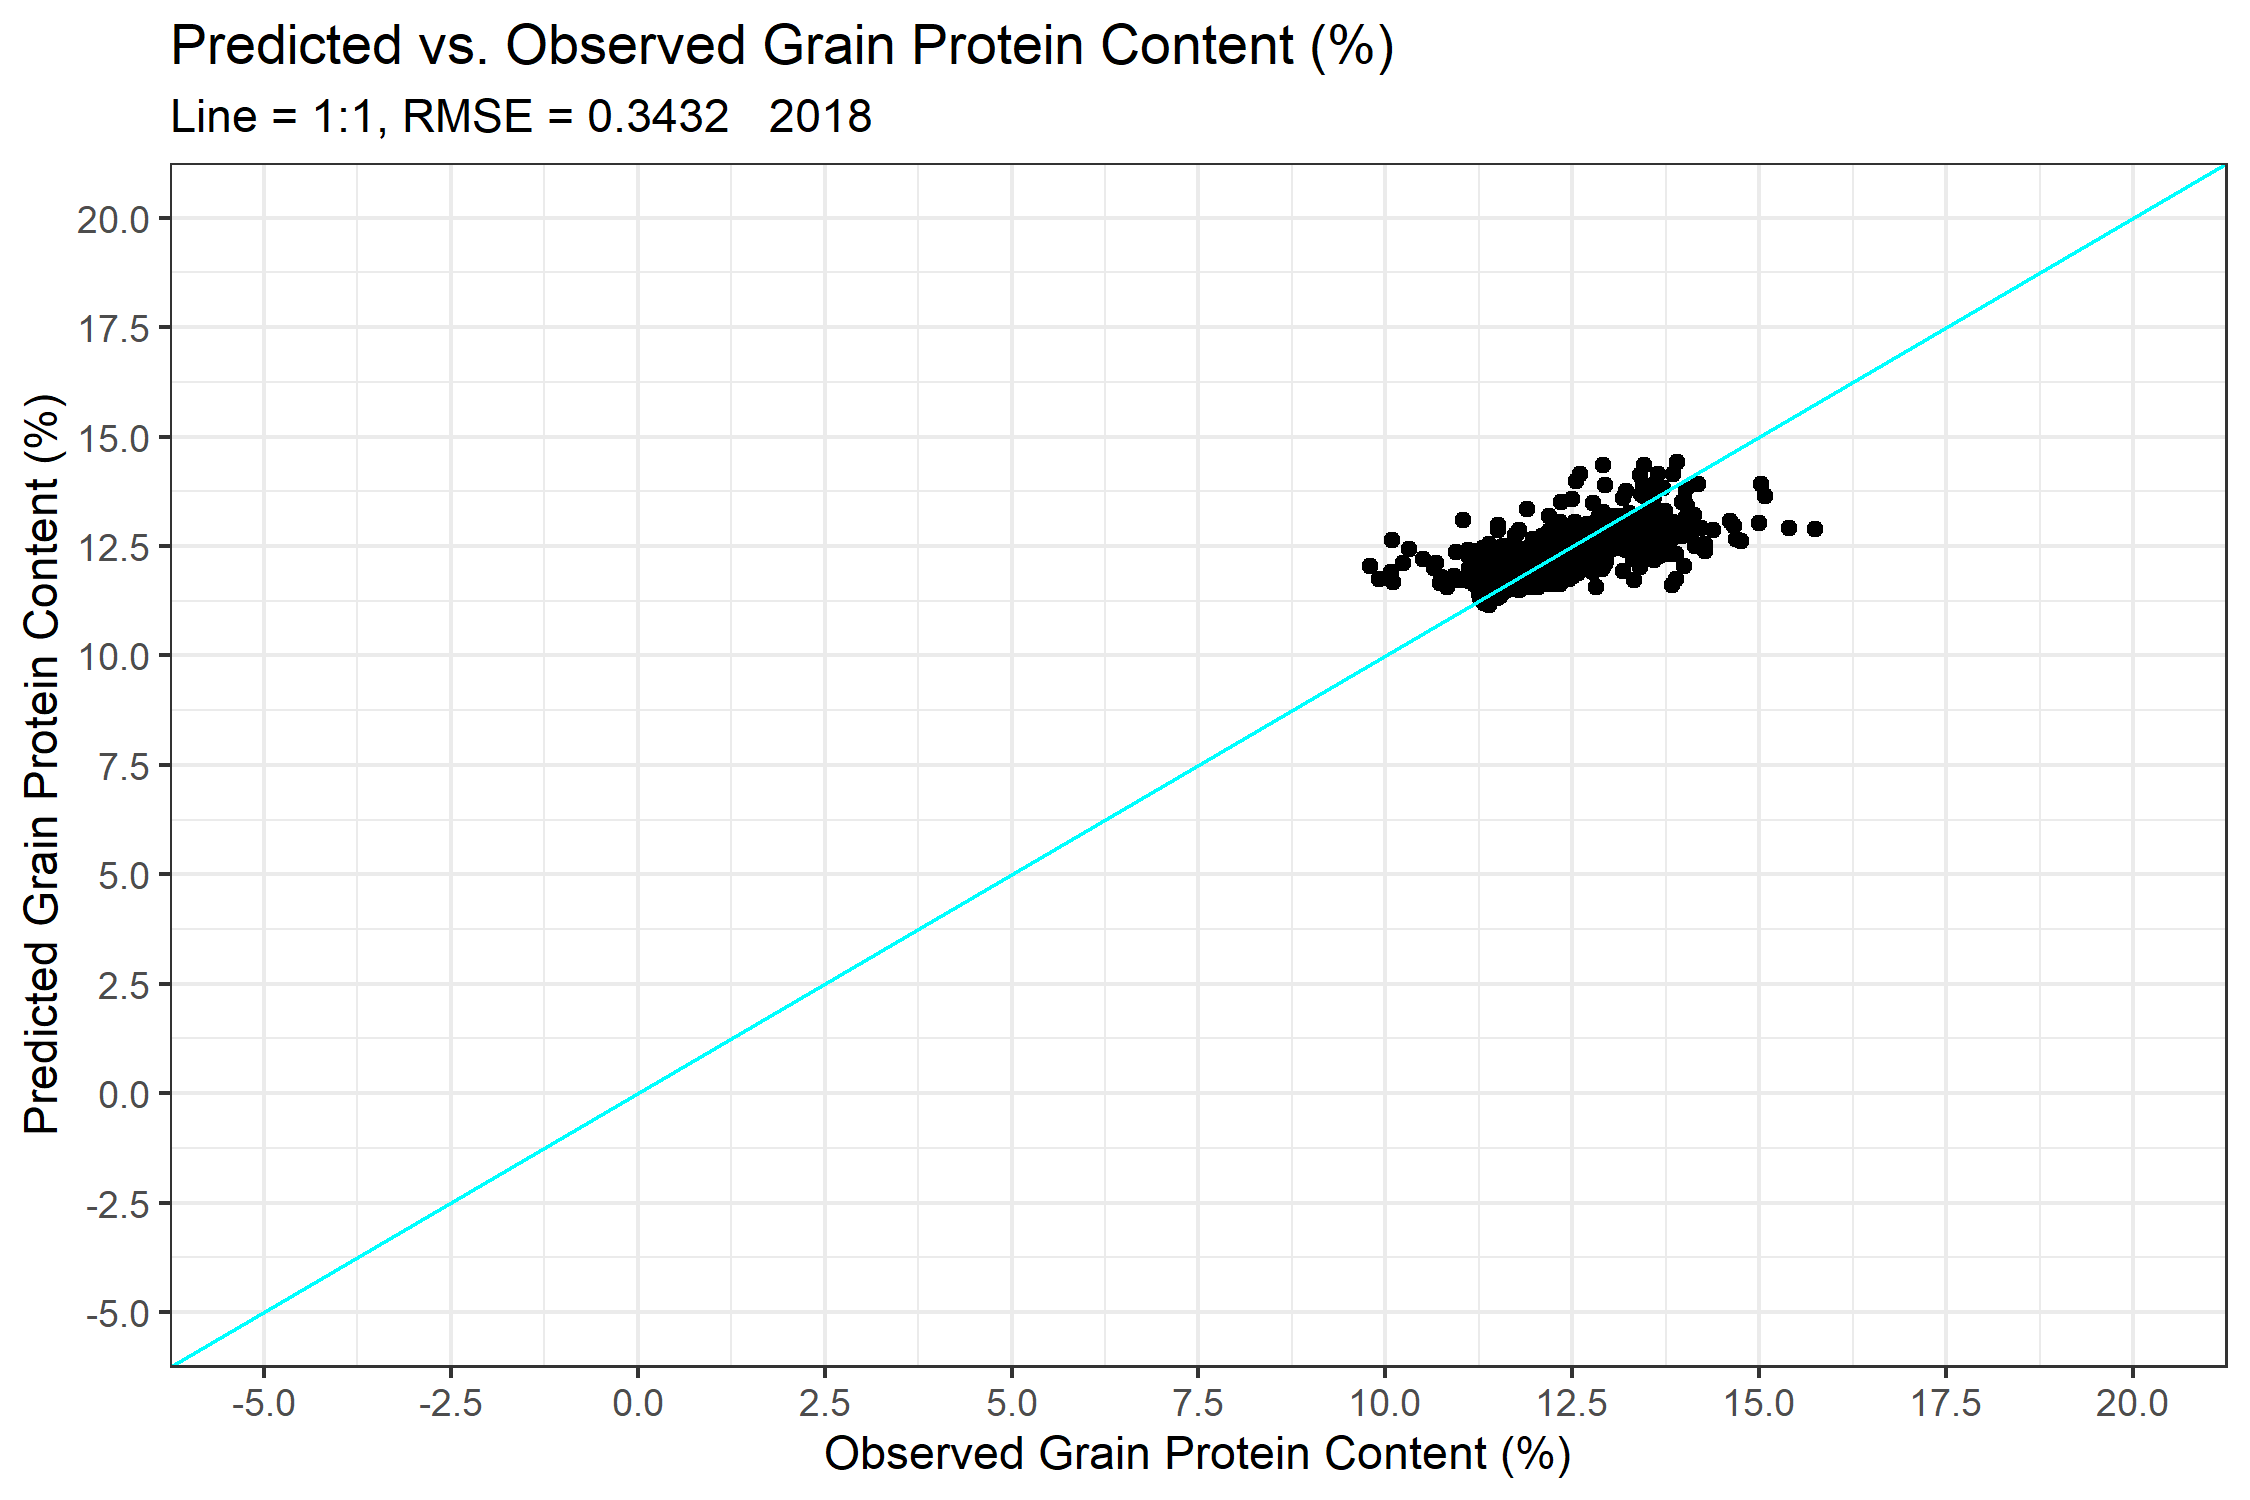 Predicted vs. Observed Grain Protein Content (%)
Line = 1:1, RMSE = 0.3432   2018
Predicted Grain Protein Content (%)
20.0
17.5
15.0
12.5
10.0
7.5
5.0
2.5
0.0
-2.5
-5.0
-5.0 -2.5 0.0 2.5 5.0 7.5 10.0 12.5 15.0 17.5 20.0
Observed Grain Protein Content (%)